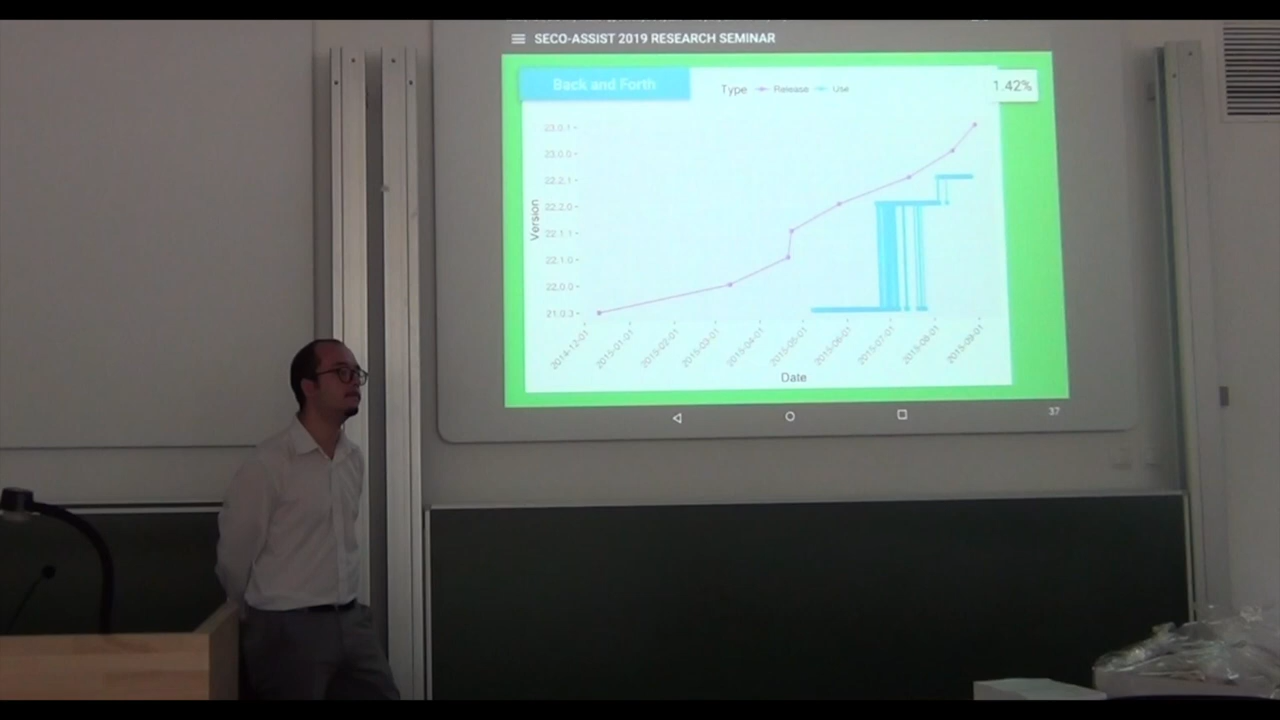 SECO-ASSIST 2019 RESEARCH SEMINAR
Back and Forth
Type Release Use
1.42%
23.0.1
23.0.0
22.2.1
22.2.0
22.1.1
22.1.0
22.0.0
21.0.3
Version
2014-12-01 2015-01-01 2015-02-01 2015-03-01 2015-04-01 2015-05-01 2015-06-01 2015-07-01 2015-08-01 2015-09-01
Date
37